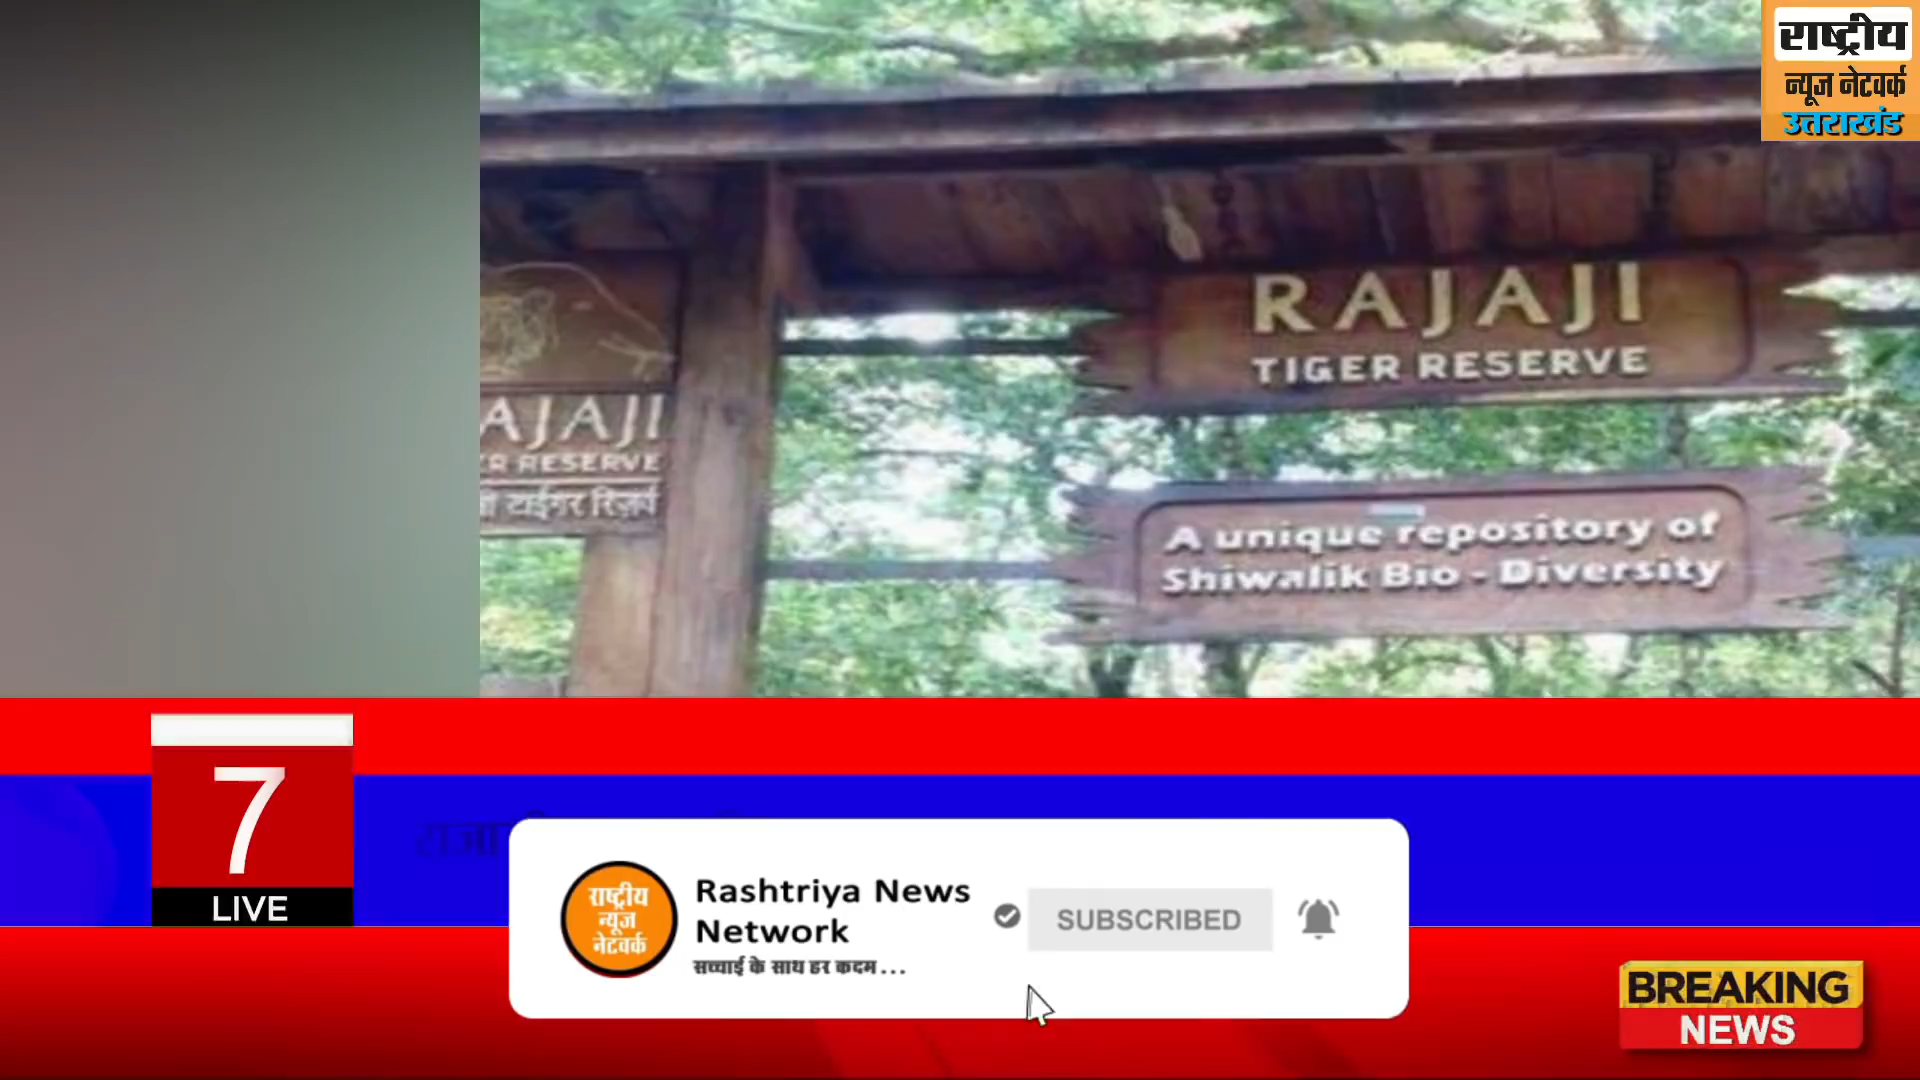 राष्ट्रीय
न्यूज नेटवर्क
उत्तराखंड
RAJAJI
TIGER RESERVE
AJAJI
ER RESERVE
टाईगर रिज़र्व
A unique repository of
Shiwalik Bio - Diversity
7
LIVE
राष्ट्रीय
न्यूज
नेटवर्क
Rashtriya News
Network
सच्चाई के साथ हर कदम...
SUBSCRIBED
BREAKING
NEWS